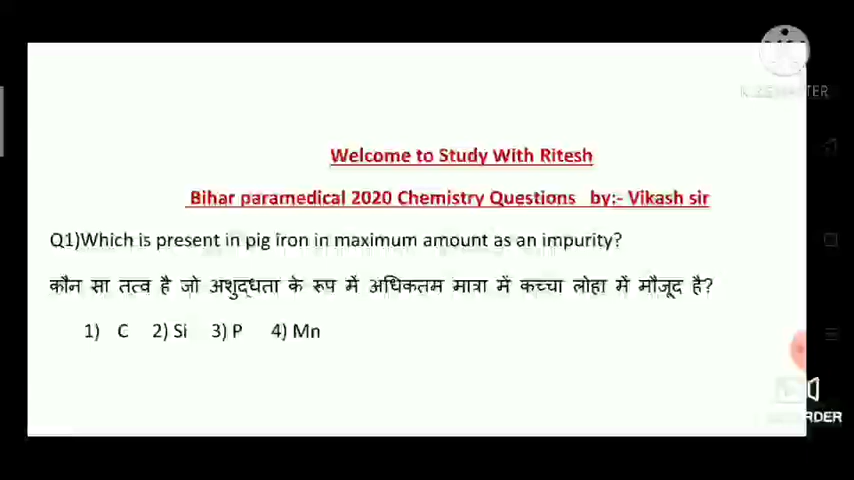 Welcome to Study With Ritesh
Bihar paramedical 2020 Chemistry Questions by:- Vikash sir
Q1)Which is present in pig iron in maximum amount as an impurity?
कौन सा तत्व है जो अशुद्धता के रूप में अधिकतम मात्रा में कच्चा लोहा में मौजूद है?
1) C 2) Si 3) P 4) Mn